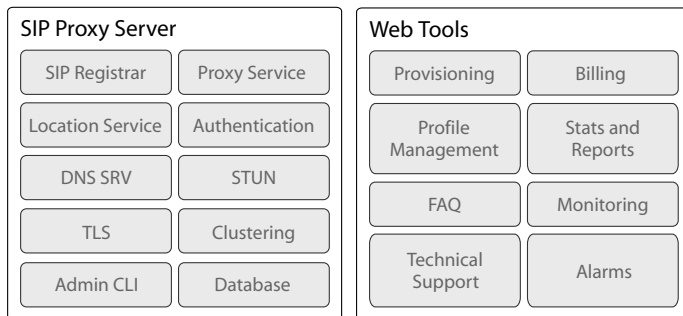 SIP Proxy Server
SIP Registrar
Proxy Service
Location Service
Authentication
DNS SRV
STUN
TLS
Clustering
Admin CLI
Database
Web Tools
Provisioning
Billing
Profile
Management
Stats and
Reports
FAQ
Monitoring
Technical
Support
Alarms